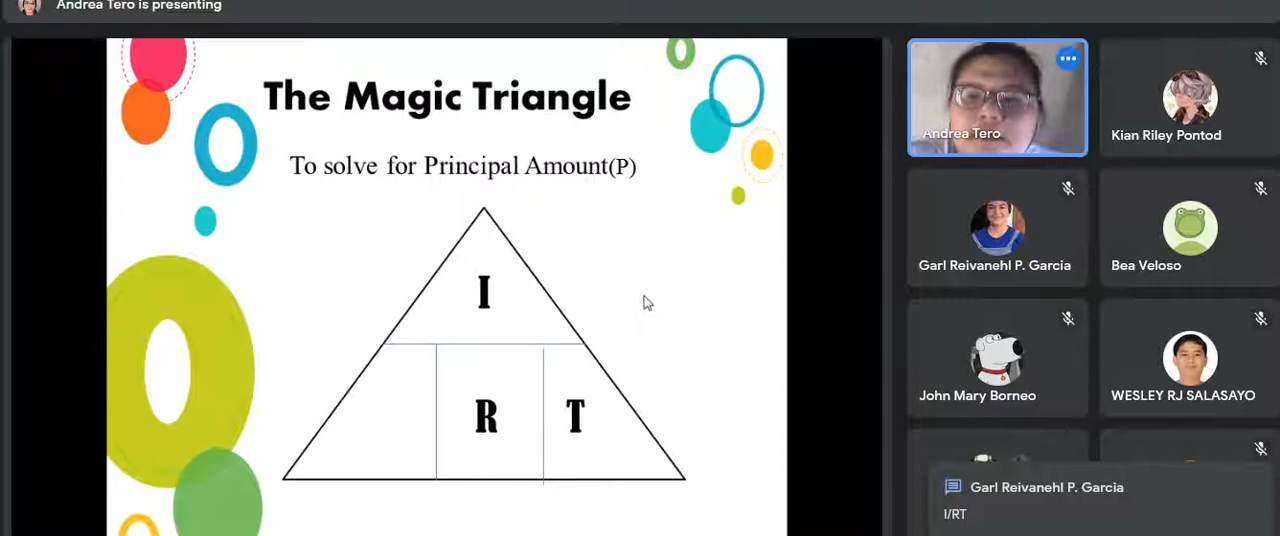 Andrea Tero is presenting
The Magic Triangle
To solve for Principal Amount(P)
I
R T
Andrea Tero
Kian Riley Pontod
Garl Reivanehl P. Garcia
Bea Veloso
John Mary Borneo
WESLEY RJ SALASAYO
Garl Reivanehl P. Garcia
I/RT